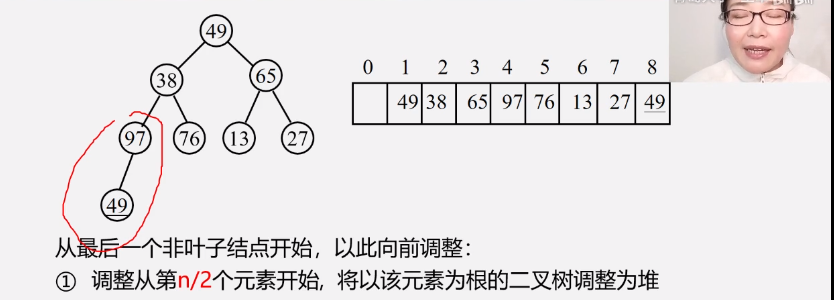 49
38
65
97
76
13
27
49
0 1 2 3 4 5 6 7 8
49 38 65 97 76 13 27 49
从最后一个非叶子结点开始，以此向前调整：
① 调整从第n/2个元素开始，将以该元素为根的二叉树调整为堆